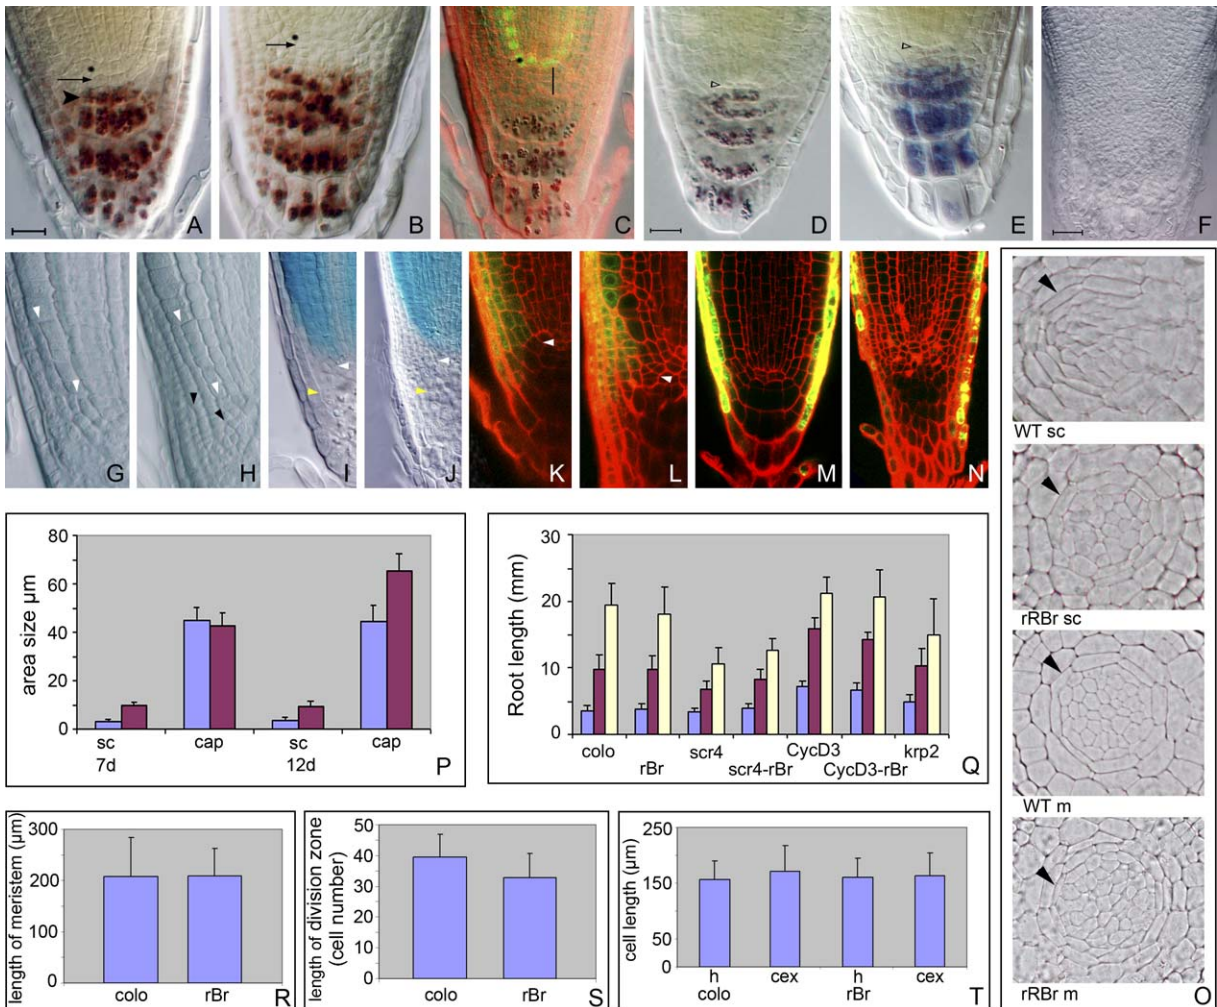 A
B
C
D
E
F
G
H
I
J
K
L
M
N
WT sc
rRBr sc
WT m
rRBr m
O
area size µm
80
60
40
20
0
sc
cap
sc
cap
7d
12d
P
Root length (mm)
30
20
10
0
colo
scr4
CycD3
krp2
rBr
scr4-rBr
CycD3-rBr
Q
length of meristem (µm)
300
200
100
0
colo
rBr
R
length of division zone
(cell number)
50
40
30
20
10
0
colo
rBr
S
cell length (µm)
250
150
50
0
h
cex
h
cex
colo
rBr
T